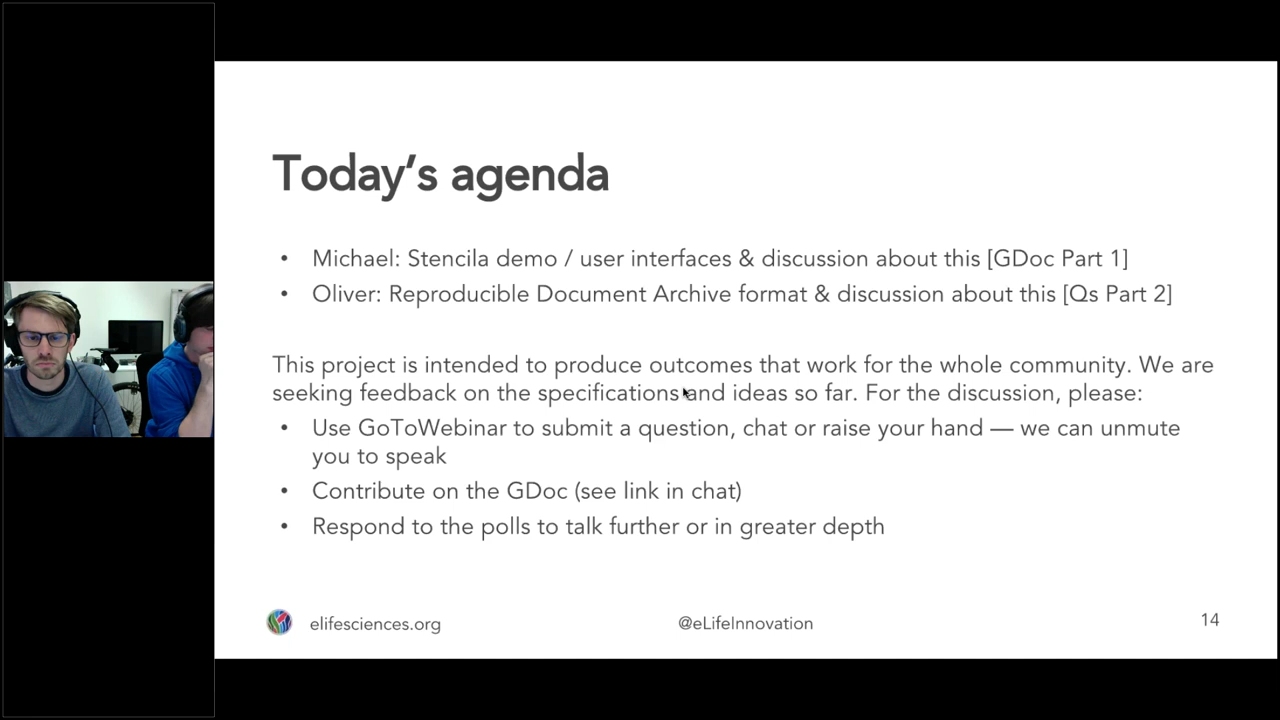 Today’s agenda
• Michael: Stencila demo / user interfaces & discussion about this [GDoc Part 1]
• Oliver: Reproducible Document Archive format & discussion about this [Qs Part 2]
This project is intended to produce outcomes that work for the whole community. We are
seeking feedback on the specifications and ideas so far. For the discussion, please:
• Use GoToWebinar to submit a question, chat or raise your hand — we can unmute
you to speak
• Contribute on the GDoc (see link in chat)
• Respond to the polls to talk further or in greater depth
elifesciences.org
@eLifeInnovation
14